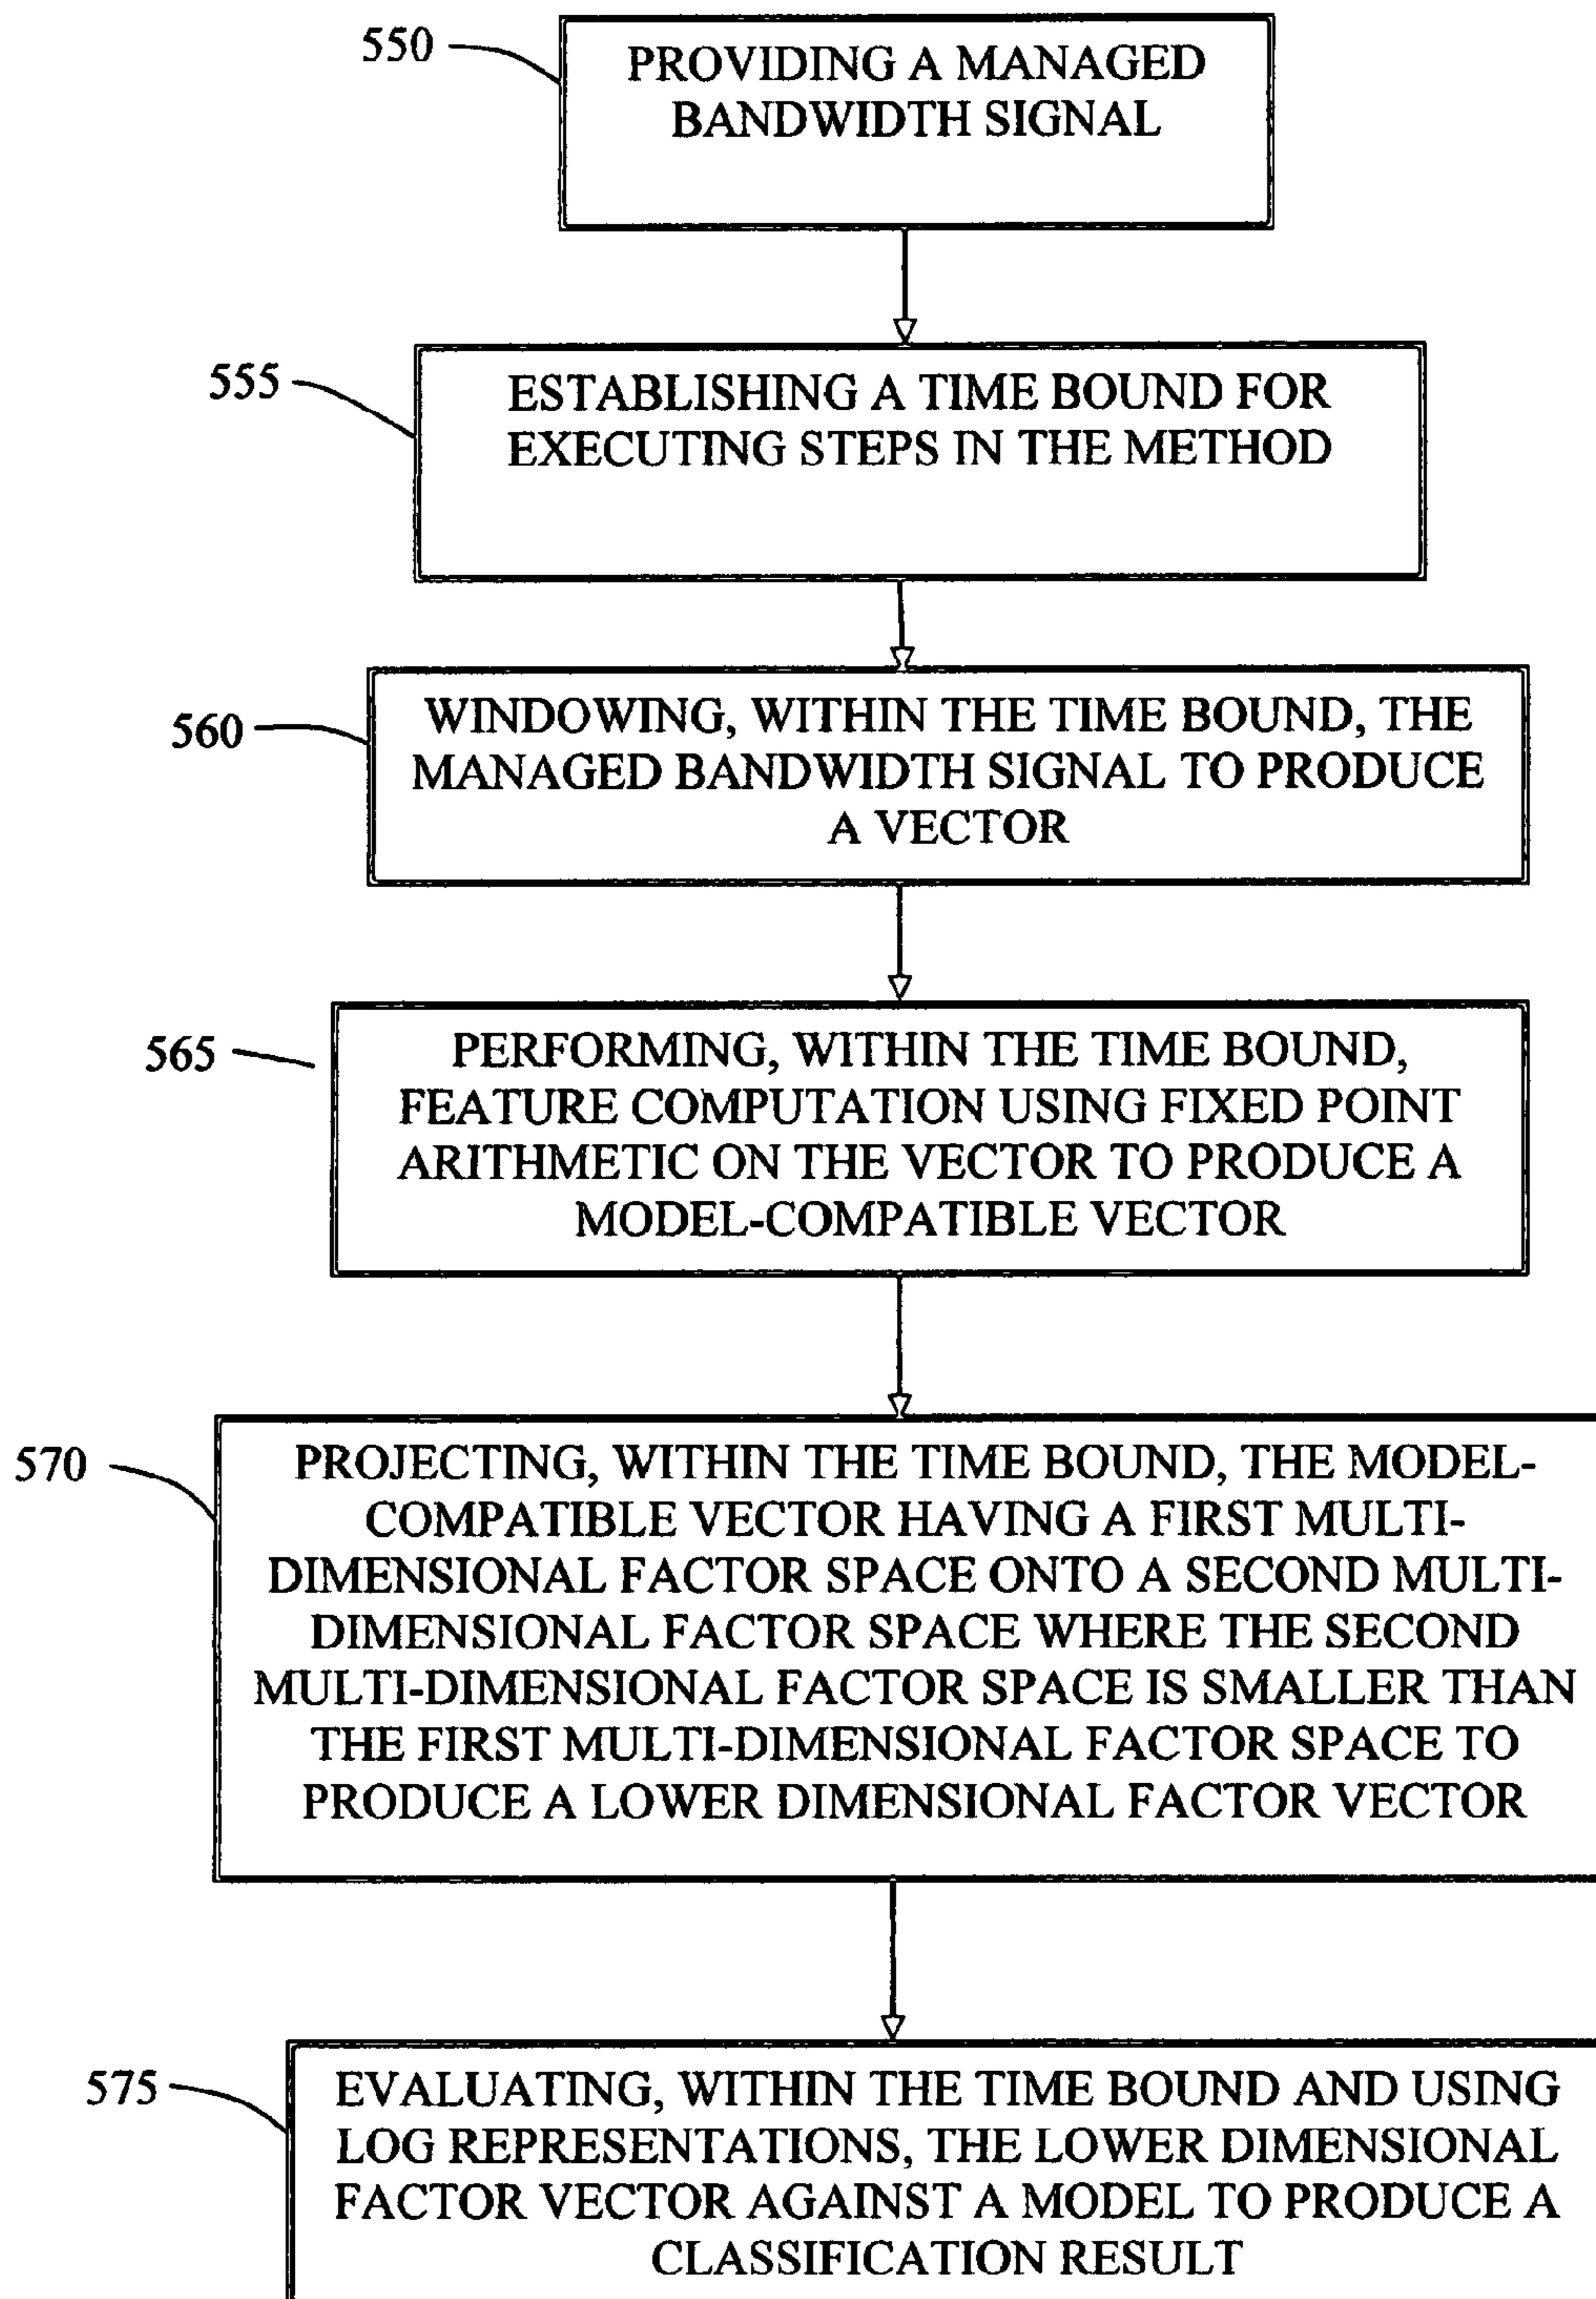 550
PROVIDING A MANAGED
BANDWIDTH SIGNAL
555
ESTABLISHING A TIME BOUND FOR
EXECUTING STEPS IN THE METHOD
560
WINDOWING, WITHIN THE TIME BOUND, THE
MANAGED BANDWIDTH SIGNAL TO PRODUCE
A VECTOR
565
PERFORMING, WITHIN THE TIME BOUND,
FEATURE COMPUTATION USING FIXED POINT
ARITHMETIC ON THE VECTOR TO PRODUCE A
MODEL-COMPATIBLE VECTOR
570
PROJECTING, WITHIN THE TIME BOUND, THE MODEL-
COMPATIBLE VECTOR HAVING A FIRST MULTI-
DIMENSIONAL FACTOR SPACE ONTO A SECOND MULTI-
DIMENSIONAL FACTOR SPACE WHERE THE SECOND
MULTI-DIMENSIONAL FACTOR SPACE IS SMALLER THAN
THE FIRST MULTI-DIMENSIONAL FACTOR SPACE TO
PRODUCE A LOWER DIMENSIONAL FACTOR VECTOR
575
EVALUATING, WITHIN THE TIME BOUND AND USING
LOG REPRESENTATIONS, THE LOWER DIMENSIONAL
FACTOR VECTOR AGAINST A MODEL TO PRODUCE A
CLASSIFICATION RESULT